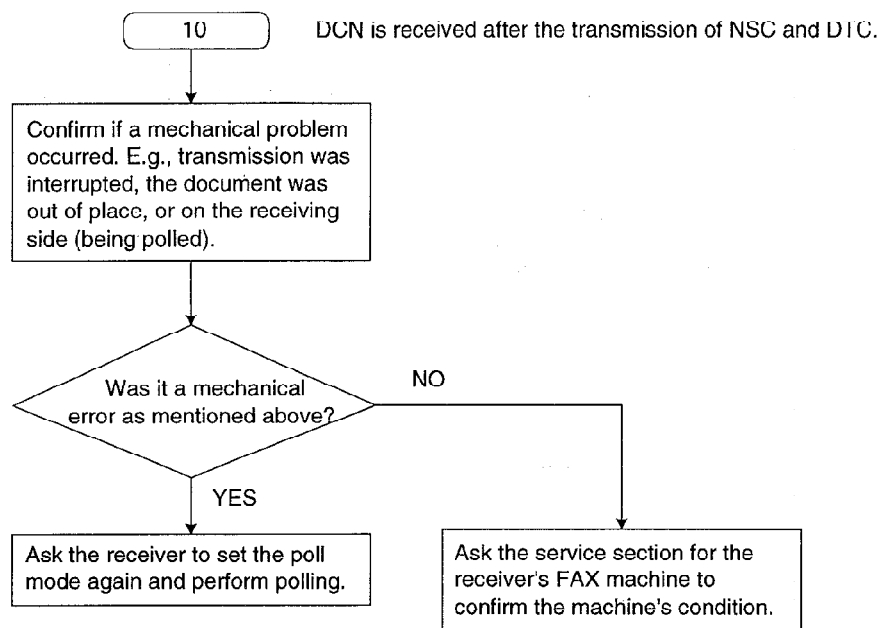 10
DCN is received after the transmission of NSC and DTC.
Confirm if a mechanical problem
occurred. E.g., transmission was
interrupted, the document was
out of place, or on the receiving
side (being polled).
Was it a mechanical
error as mentioned above?
NO
YES
Ask the receiver to set the poll
mode again and perform polling.
Ask the service section for the
receiver's FAX machine to
confirm the machine's condition.